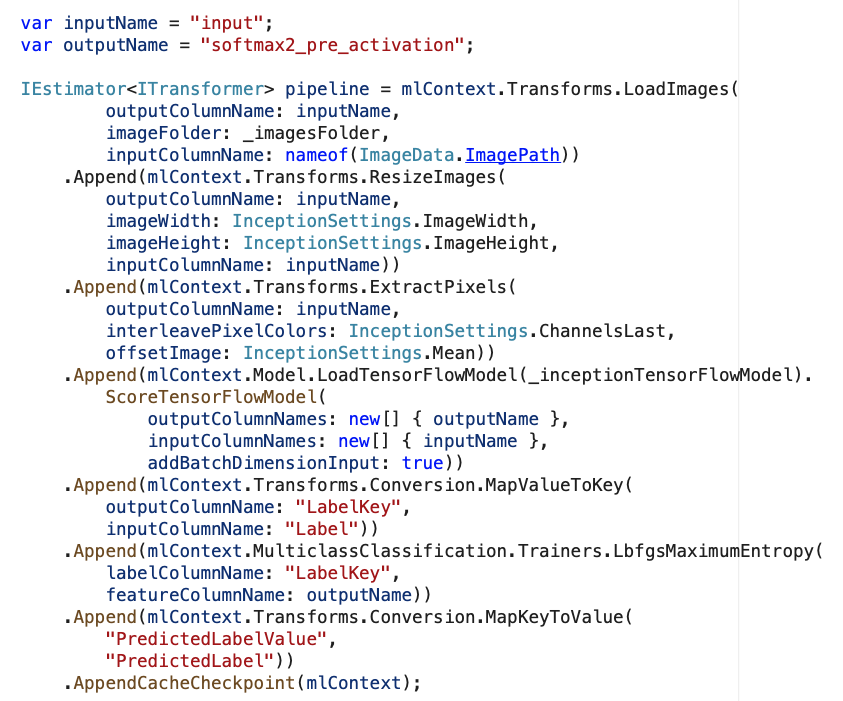 var inputName = "input";
var outputName = "softmax2_pre_activation";

IEstimator<ITransformer> pipeline = mlContext.Transforms.LoadImages(
        outputColumnName: inputName,
        imageFolder: _imagesFolder,
        inputColumnName: nameof(ImageData.ImagePath))
    .Append(mlContext.Transforms.ResizeImages(
        outputColumnName: inputName,
        imageWidth: InceptionSettings.ImageWidth,
        imageHeight: InceptionSettings.ImageHeight,
        inputColumnName: inputName))
    .Append(mlContext.Transforms.ExtractPixels(
        outputColumnName: inputName,
        interleavePixelColors: InceptionSettings.ChannelsLast,
        offsetImage: InceptionSettings.Mean))
    .Append(mlContext.Model.LoadTensorFlowModel(_inceptionTensorFlowModel).
        ScoreTensorFlowModel(
            outputColumnNames: new[] { outputName },
            inputColumnNames: new[] { inputName },
            addBatchDimensionInput: true))
    .Append(mlContext.Transforms.Conversion.MapValueToKey(
        outputColumnName: "LabelKey",
        inputColumnName: "Label"))
    .Append(mlContext.MulticlassClassification.Trainers.LbfgsMaximumEntropy(
        labelColumnName: "LabelKey",
        featureColumnName: outputName))
    .Append(mlContext.Transforms.Conversion.MapKeyToValue(
        "PredictedLabelValue",
        "PredictedLabel"))
    .AppendCacheCheckpoint(mlContext);